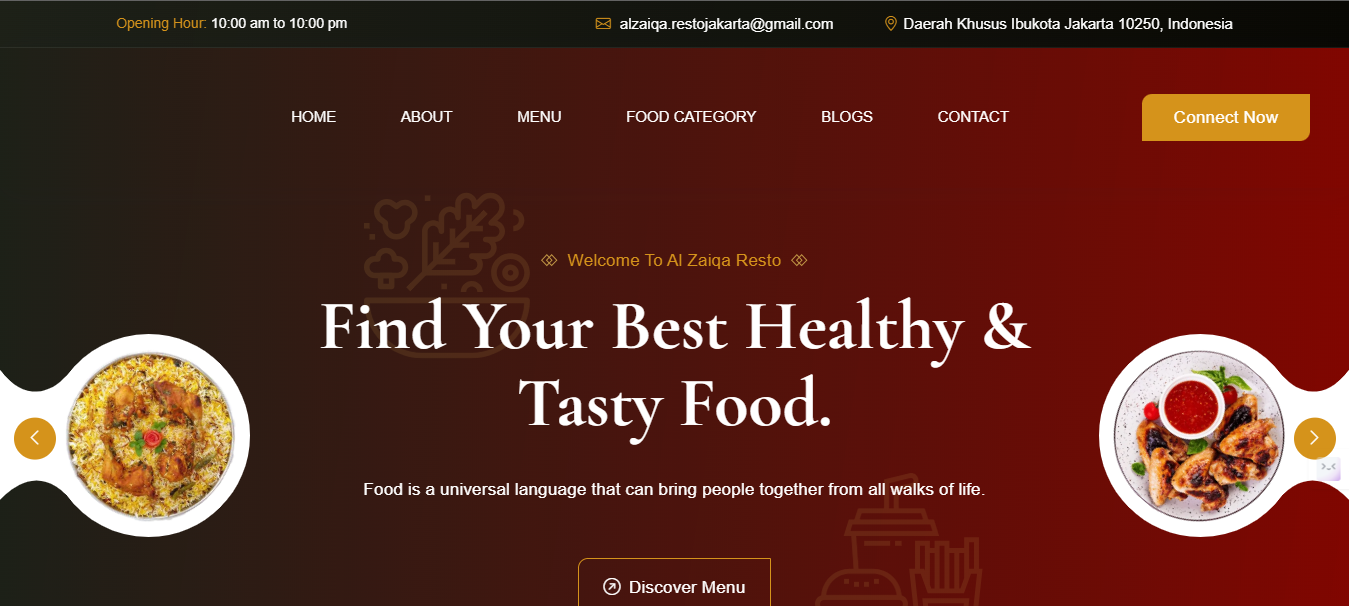 Opening Hour: 10:00 am to 10:00 pm
alzaiqa.restojakarta@gmail.com
Daerah Khusus Ibukota Jakarta 10250, Indonesia
HOME
ABOUT
MENU
FOOD CATEGORY
BLOGS
CONTACT
Connect Now
Welcome To Al Zaiqa Resto
Find Your Best Healthy &
Tasty Food.
Food is a universal language that can bring people together from all walks of life.
Discover Menu